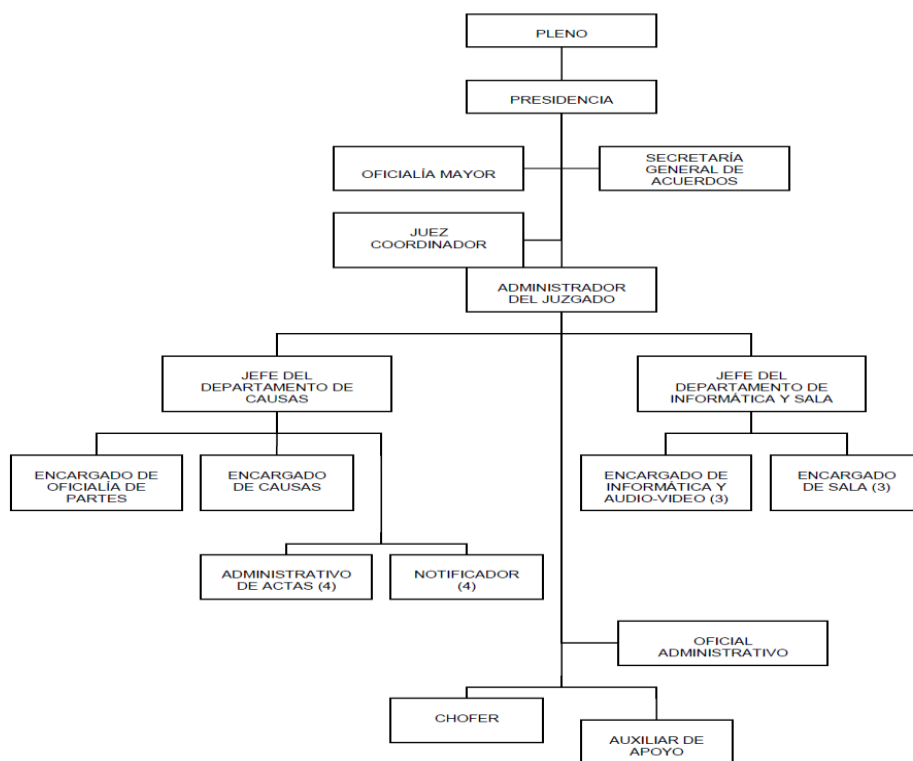 PLENO
PRESIDENCIA
OFICIALÍA MAYOR
SECRETARÍA
GENERAL DE
ACUERDOS
JUEZ
COORDINADOR
ADMINISTRADOR
DEL JUZGADO
JEFE DEL
DEPARTAMENTO DE
CAUSAS
JEFE DEL
DEPARTAMENTO DE
INFORMÁTICA Y SALA
ENCARGADO DE
OFICIALÍA DE
PARTES
ENCARGADO
DE CAUSAS
ENCARGADO DE
INFORMÁTICA Y
AUDIO-VIDEO (3)
ENCARGADO
DE SALA (3)
ADMINISTRATIVO
DE ACTAS (4)
NOTIFICADOR
(4)
OFICIAL
ADMINISTRATIVO
CHOFER
AUXILIAR DE
APOYO